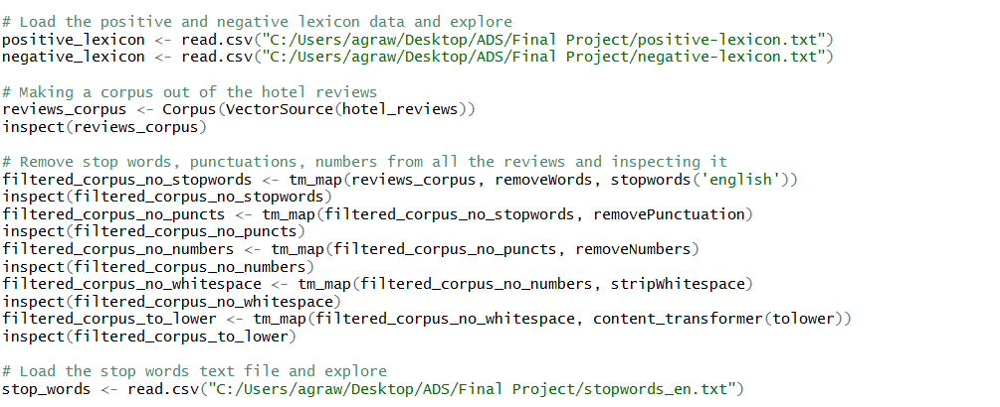 # Load the positive and negative lexicon data and explore
positive_lexicon <- read.csv("C:/Users/agraw/Desktop/ADS/Final Project/positive-lexicon.txt")
negative_lexicon <- read.csv("C:/Users/agraw/Desktop/ADS/Final Project/negative-lexicon.txt")
# Making a corpus out of the hotel reviews
reviews_corpus <- Corpus(VectorSource(hotel_reviews))
inspect(reviews_corpus)
# Remove stop words, punctuations, numbers from all the reviews and inspecting it
filtered_corpus_no_stopwords <- tm_map(reviews_corpus, removeWords, stopwords('english'))
inspect(filtered_corpus_no_stopwords)
filtered_corpus_no_puncts <- tm_map(filtered_corpus_no_stopwords, removePunctuation)
inspect(filtered_corpus_no_puncts)
filtered_corpus_no_numbers <- tm_map(filtered_corpus_no_puncts, removeNumbers)
inspect(filtered_corpus_no_numbers)
filtered_corpus_no_whitespace <- tm_map(filtered_corpus_no_numbers, stripWhitespace)
inspect(filtered_corpus_no_whitespace)
filtered_corpus_to_lower <- tm_map(filtered_corpus_no_whitespace, content_transformer(tolower))
inspect(filtered_corpus_to_lower)
# Load the stop words text file and explore
stop_words <- read.csv("C:/Users/agraw/Desktop/ADS/Final Project/stopwords_en.txt")